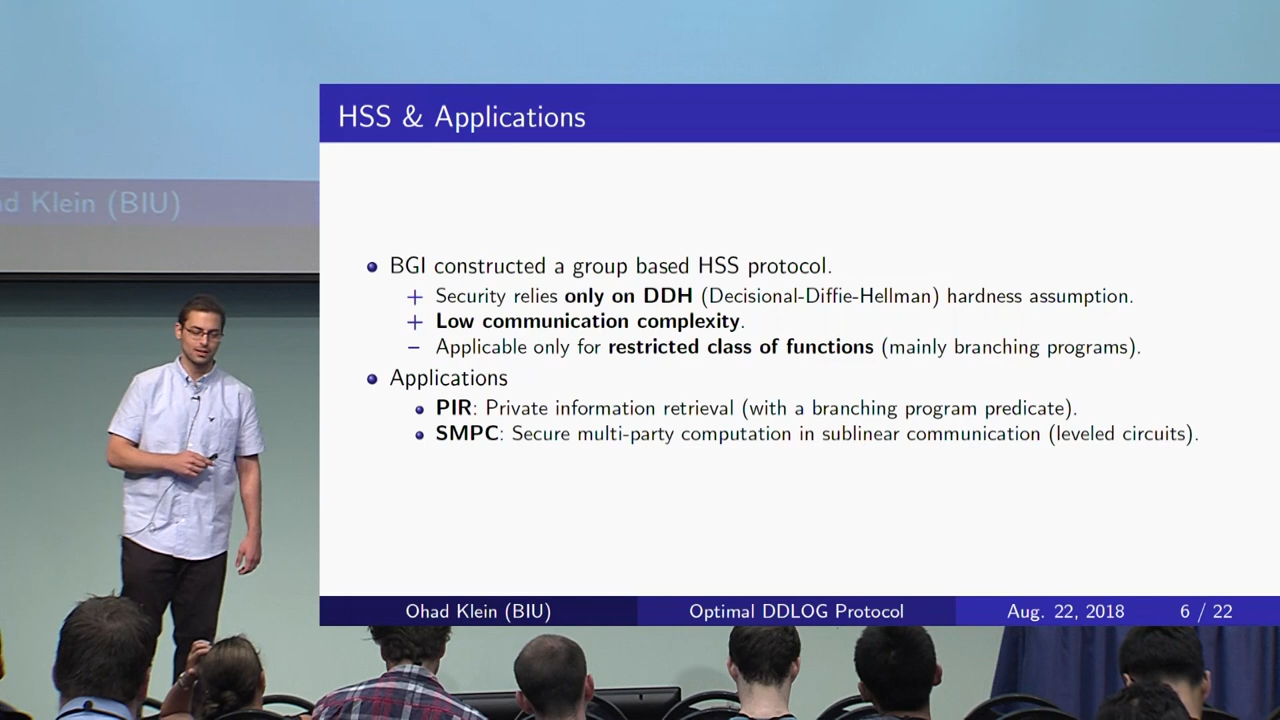 HSS & Applications
ad Klein (BIU)
• BGI constructed a group based HSS protocol.
+ Security relies only on DDH (Decisional-Diffie-Hellman) hardness assumption.
+ Low communication complexity.
− Applicable only for restricted class of functions (mainly branching programs).
• Applications
• PIR: Private information retrieval (with a branching program predicate).
• SMPC: Secure multi-party computation in sublinear communication (leveled circuits).
Ohad Klein (BIU) Optimal DDLOG Protocol Aug. 22, 2018 6 / 22